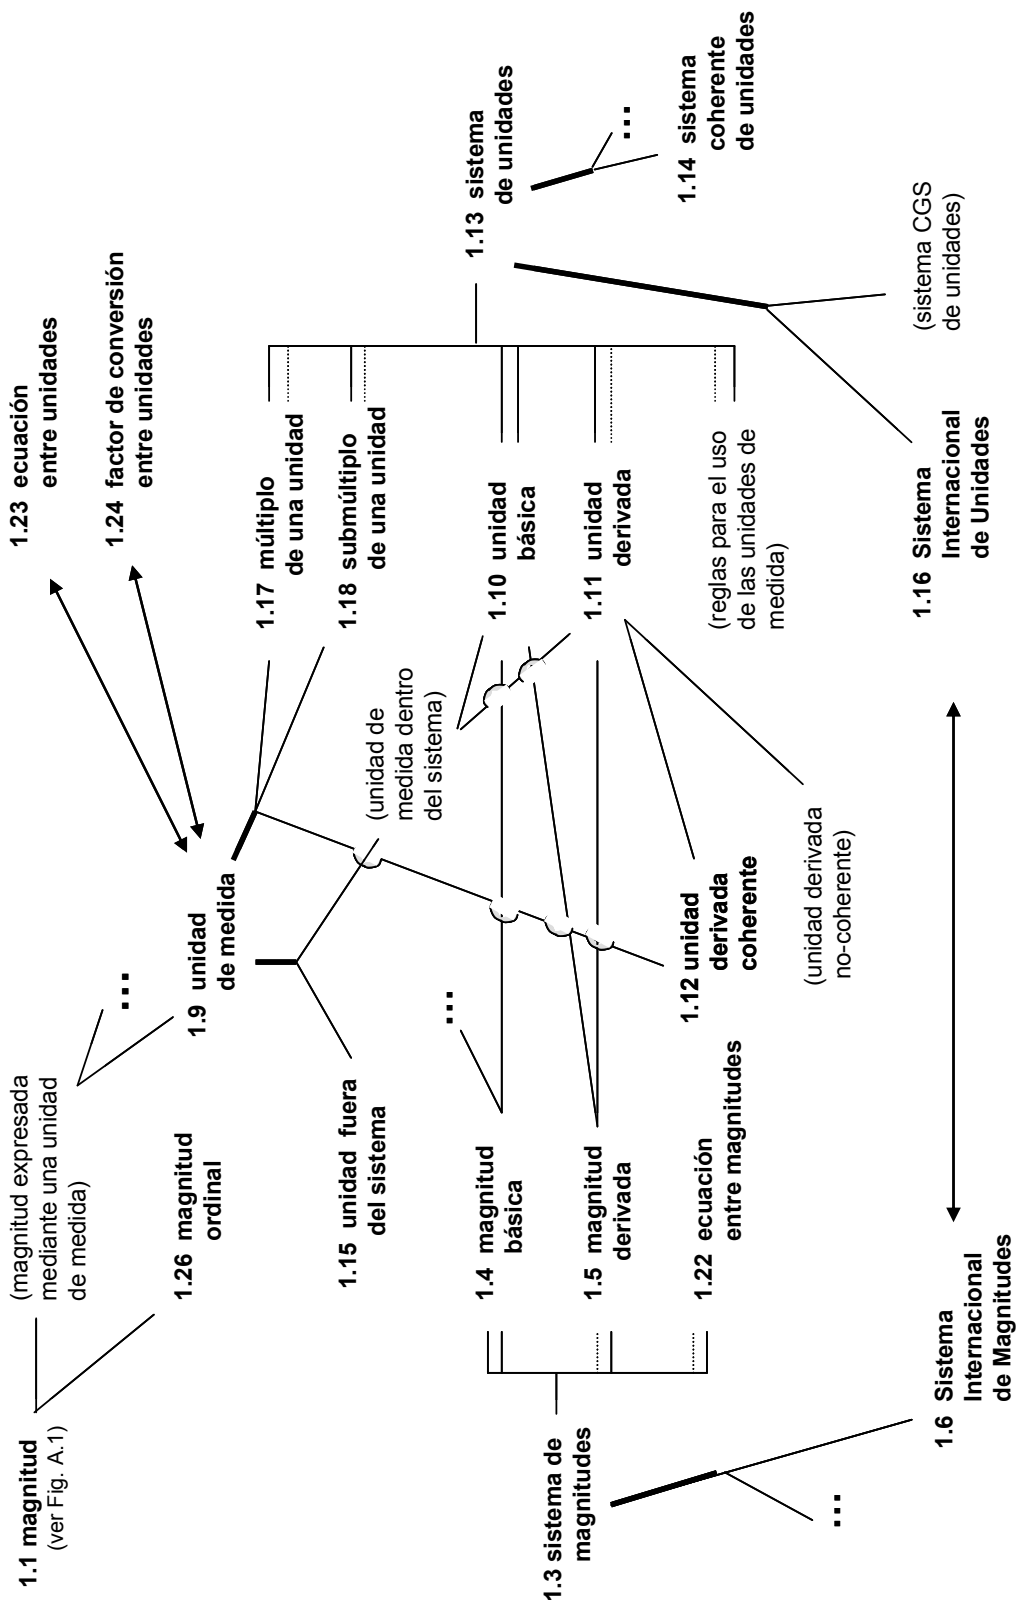 1.1 magnitud
(ver Fig. A.1)
(magnitud expresada
mediante una unidad
de medida)
1.26 magnitud
ordinal
...
1.9 unidad
de medida
1.23 ecuación
entre unidades
1.24 factor de conversión
entre unidades
1.17 múltiplo
de una unidad
1.18 submúltiplo
de una unidad
1.15 unidad fuera
del sistema
(unidad de
medida dentro
del sistema)
...
1.3 sistema de
magnitudes
1.4 magnitud
básica
1.5 magnitud
derivada
1.22 ecuación
entre magnitudes
1.10 unidad
básica
1.11 unidad
derivada
(reglas para el uso
de las unidades de
medida)
1.12 unidad
derivada
coherente
(unidad derivada
no-coherente)
1.13 sistema
de unidades
...
1.14 sistema
coherente
de unidades
(sistema CGS
de unidades)
...
1.6 Sistema
Internacional
de Magnitudes
1.16 Sistema
Internacional
de Unidades